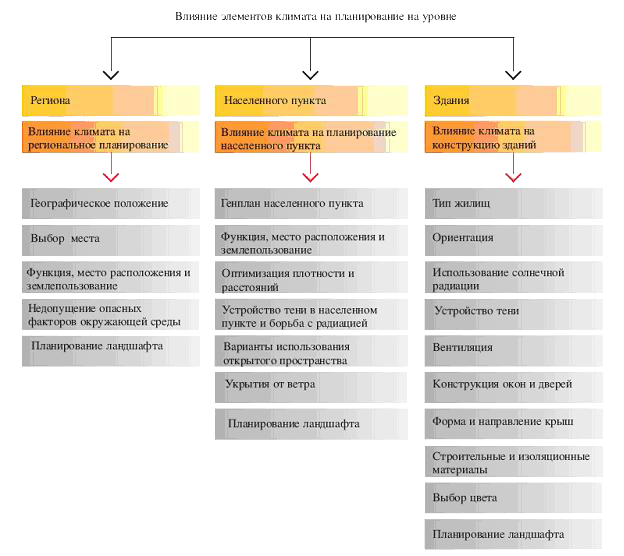 Влияние элементов климата на планирование на уровне
Региона
Влияние климата на
региональное планирование
Географическое положение
Выбор места
Функция, место расположения и
землепользование
Недопущение опасных
факторов окружающей среды
Планирование ландшафта
Населенного пункта
Влияние климата на планирование
населенного пункта
Генплан населенного пункта
Функция, место расположения и
землепользование
Оптимизация плотности и
расстояний
Устройство тени в населенном
пункте и борьба с радиацией
Варианты использования
открытого пространства
Укрытия от ветра
Планирование ландшафта
Здания
Влияние климата на
конструкцию зданий
Тип жилищ
Ориентация
Использование солнечной
радиации
Устройство тени
Вентиляция
Конструкция окон и дверей
Форма и направление крыш
Строительные и изоляционные
материалы
Выбор цвета
Планирование ландшафта